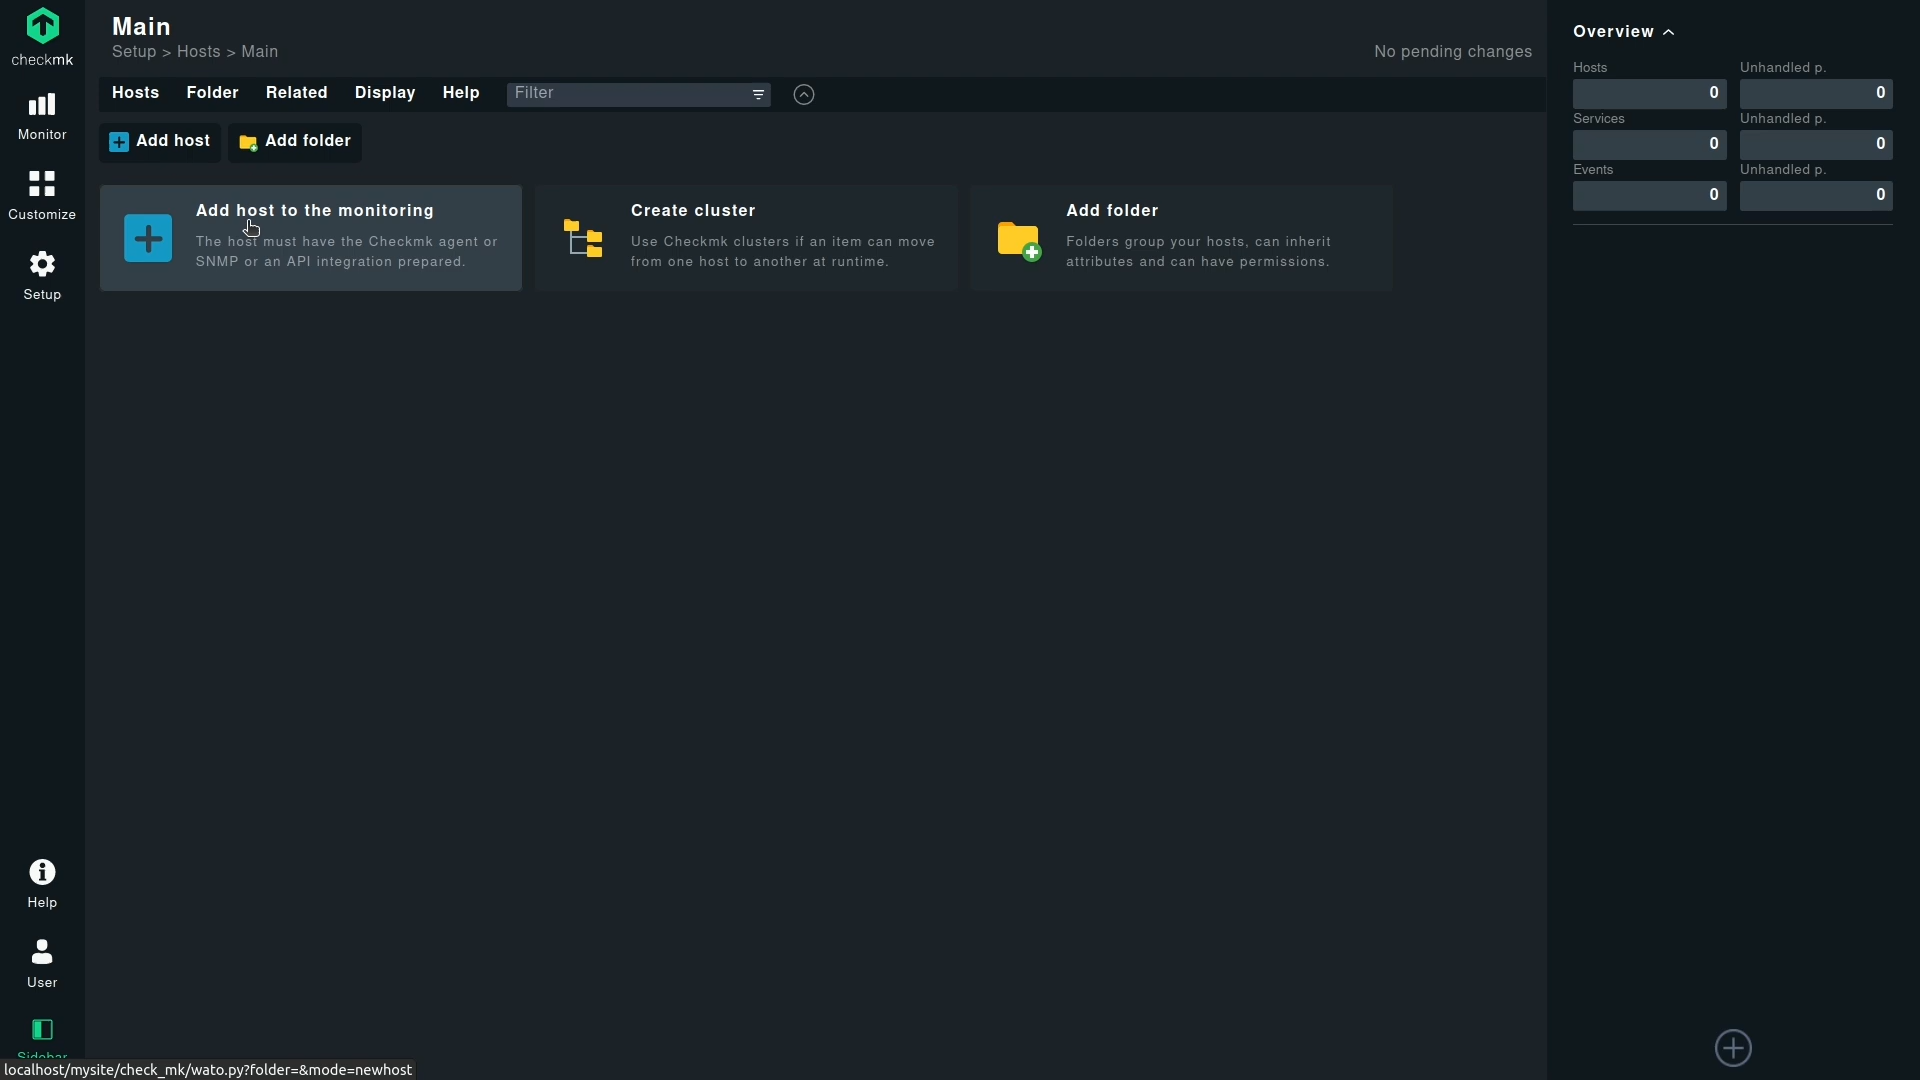 checkmk
Monitor
Customize
Setup
Help
User
Sidebar
Main
Setup > Hosts > Main
No pending changes
Hosts Folder Related Display Help Filter
Add host Add folder
Add host to the monitoring
The host must have the Checkmk agent or
SNMP or an API integration prepared.
Create cluster
Use Checkmk clusters if an item can move
from one host to another at runtime.
Add folder
Folders group your hosts, can inherit
attributes and can have permissions.
Overview
Hosts Unhandled p.
0 0
Services Unhandled p.
0 0
Events Unhandled p.
0 0
localhost/mysite/check_mk/wato.py?folder=&mode=newhost